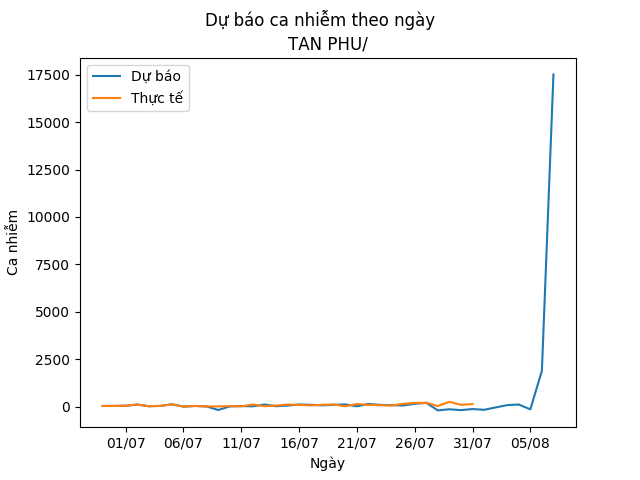 Dự báo ca nhiễm theo ngày
TAN PHU/
Dự báo
Thực tế
17500
15000
12500
10000
7500
5000
2500
0
Ca nhiễm
01/07 06/07 11/07 16/07 21/07 26/07 31/07 05/08
Ngày